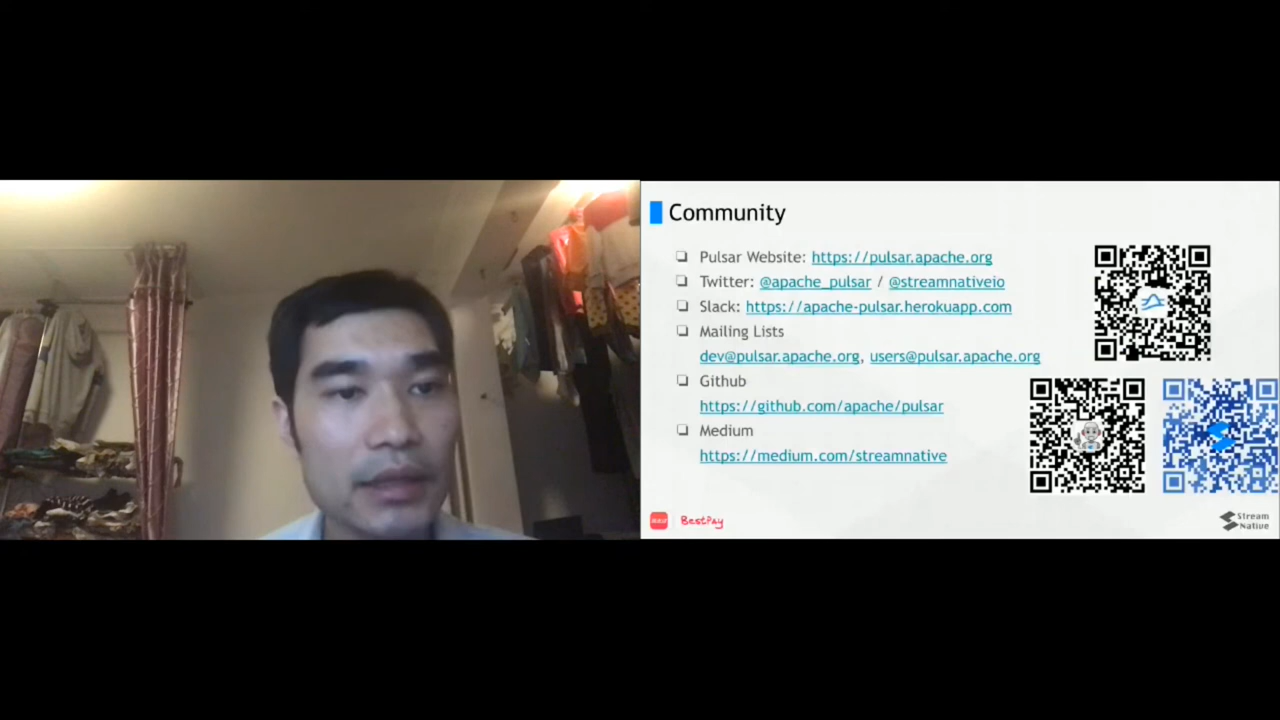 Community
Pulsar Website: https://pulsar.apache.org
Twitter: @apache_pulsar / @streamnativeio
Slack: https://apache-pulsar.herokuapp.com
Mailing Lists
dev@pulsar.apache.org, users@pulsar.apache.org
Github
https://github.com/apache/pulsar
Medium
https://medium.com/streamnative
BestPay
Stream
Native